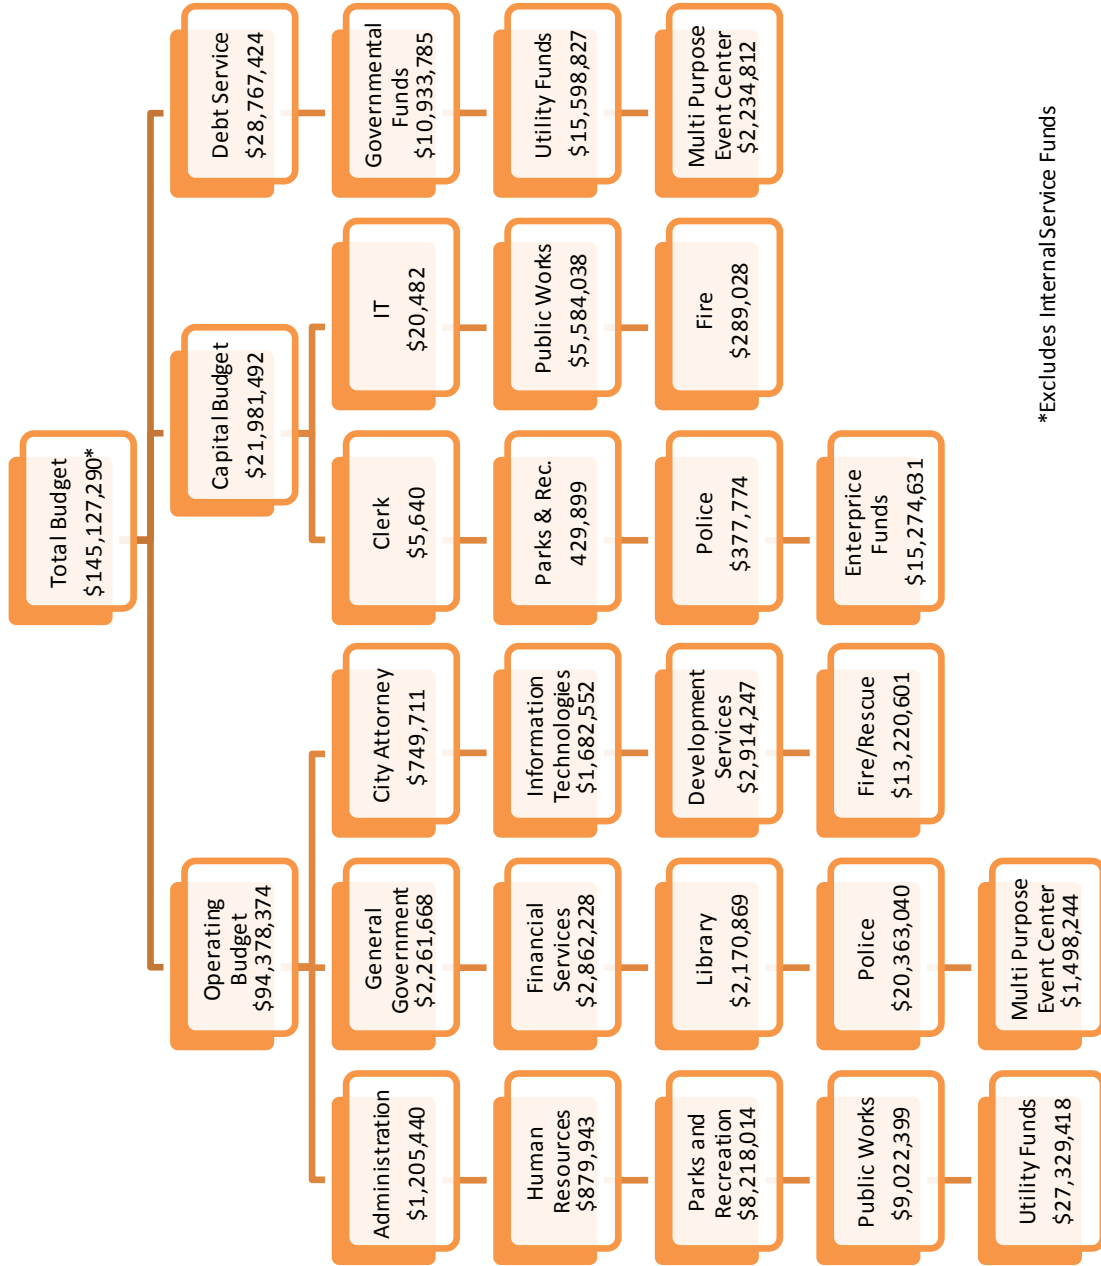 Total Budget
$145,127,290*
Operating
Budget
$94,378,374
Capital Budget
$21,981,492
Debt Service
$28,767,424
Administration
$1,205,440
General
Government
$2,261,668
City Attorney
$749,711
Clerk
$5,640
IT
$20,482
Governmental
Funds
$10,933,785
Human
Resources
$879,943
Financial
Services
$2,862,228
Information
Technologies
$1,682,552
Parks & Rec.
429,899
Public Works
$5,584,038
Utility Funds
$15,598,827
Parks and
Recreation
$8,218,014
Library
$2,170,869
Development
Services
$2,914,247
Police
$377,774
Fire
$289,028
Multi Purpose
Event Center
$2,234,812
Public Works
$9,022,399
Police
$20,363,040
Fire/Rescue
$13,220,601
Enterprice
Funds
$15,274,631
Utility Funds
$27,329,418
Multi Purpose
Event Center
$1,498,244
*Excludes Internal Service Funds